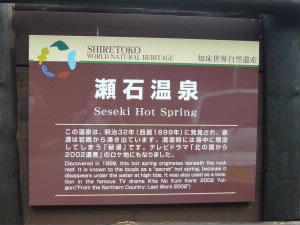 SHIRETOKO
WORLD NATURAL HERITAGE
知床世界自然遺産
瀬石温泉
Seseki Hot Spring
この温泉は、明治32年(西暦1899年)に発見され、泉
源は岩礁から湧き出ています。満潮時には海中に埋没
してしまう「秘湯」です。テレビドラマ「北の国から
2002遺言」のロケ地にもなりました。
Discovered in 1899, this hot spring originates beneath the rock
reef. It is known to the locals as a "secret" hot spring, because it
disappears under the water at high tide. It was also used as a loca-
tion in the famous TV drama Kita No Kuni Kara: 2002 Yui-
gon("From the Northern Country: Last Word 2002")